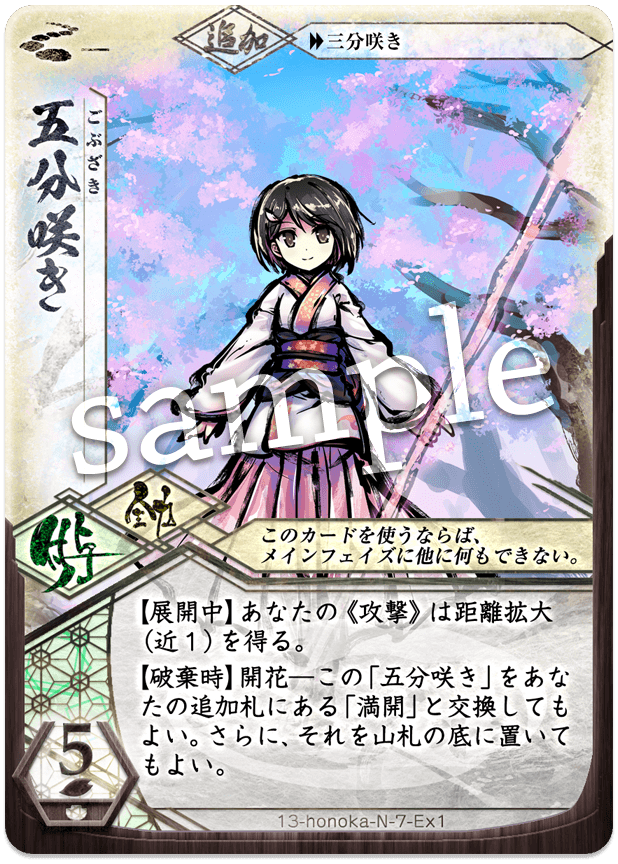 追加
▶▶三分咲き
五分咲き
ごぶざき
sample
付与
全力
このカードを使うならば、
メインフェイズに他に何もできない。
【展開中】あなたの《攻撃》は距離拡大
(近1)を得る。
【破棄時】開花―この「五分咲き」をあな
たの追加札にある「満開」と交換しても
よい。さらに、それを山札の底に置いて
もよい。
5
13-honoka-N-7-Ex1